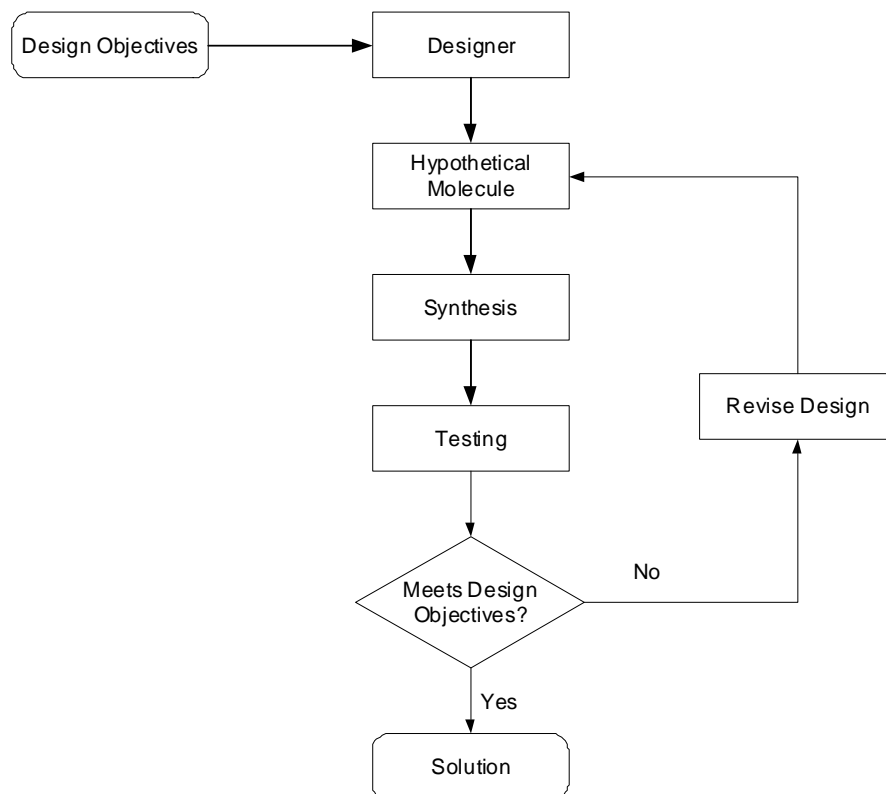 Design Objectives
Designer
Hypothetical
Molecule
Synthesis
Testing
Revise Design
Meets Design
Objectives?
No
Yes
Solution